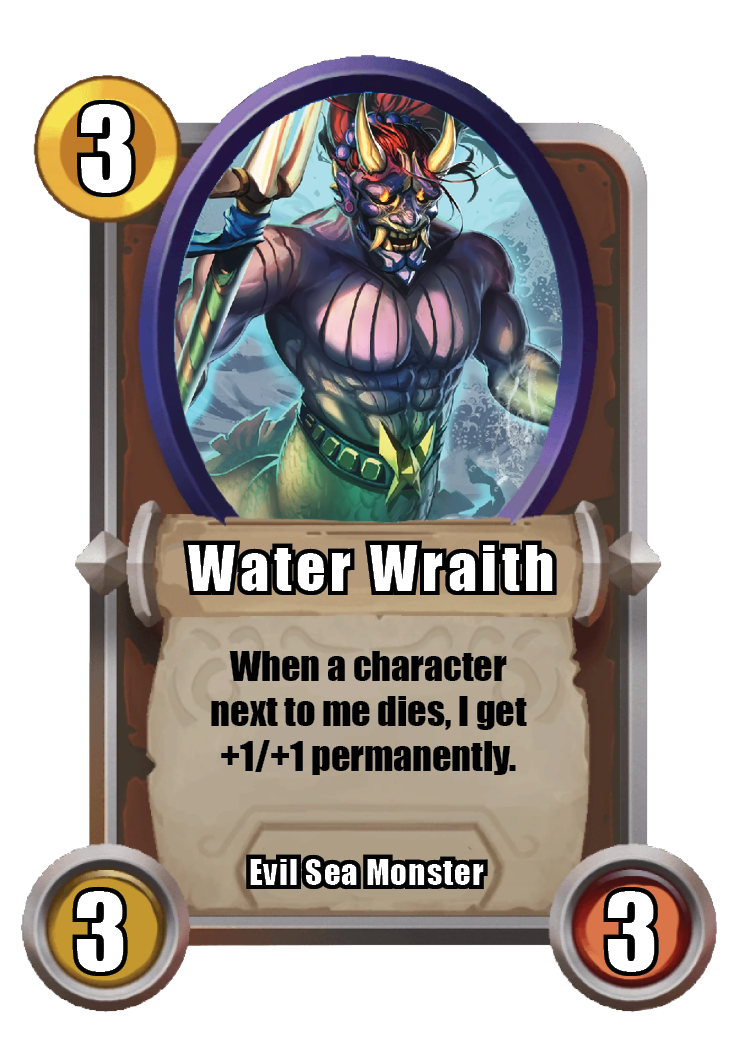 3
Water Wraith
When a character
next to me dies, I get
+1/+1 permanently.
Evil Sea Monster
3
3